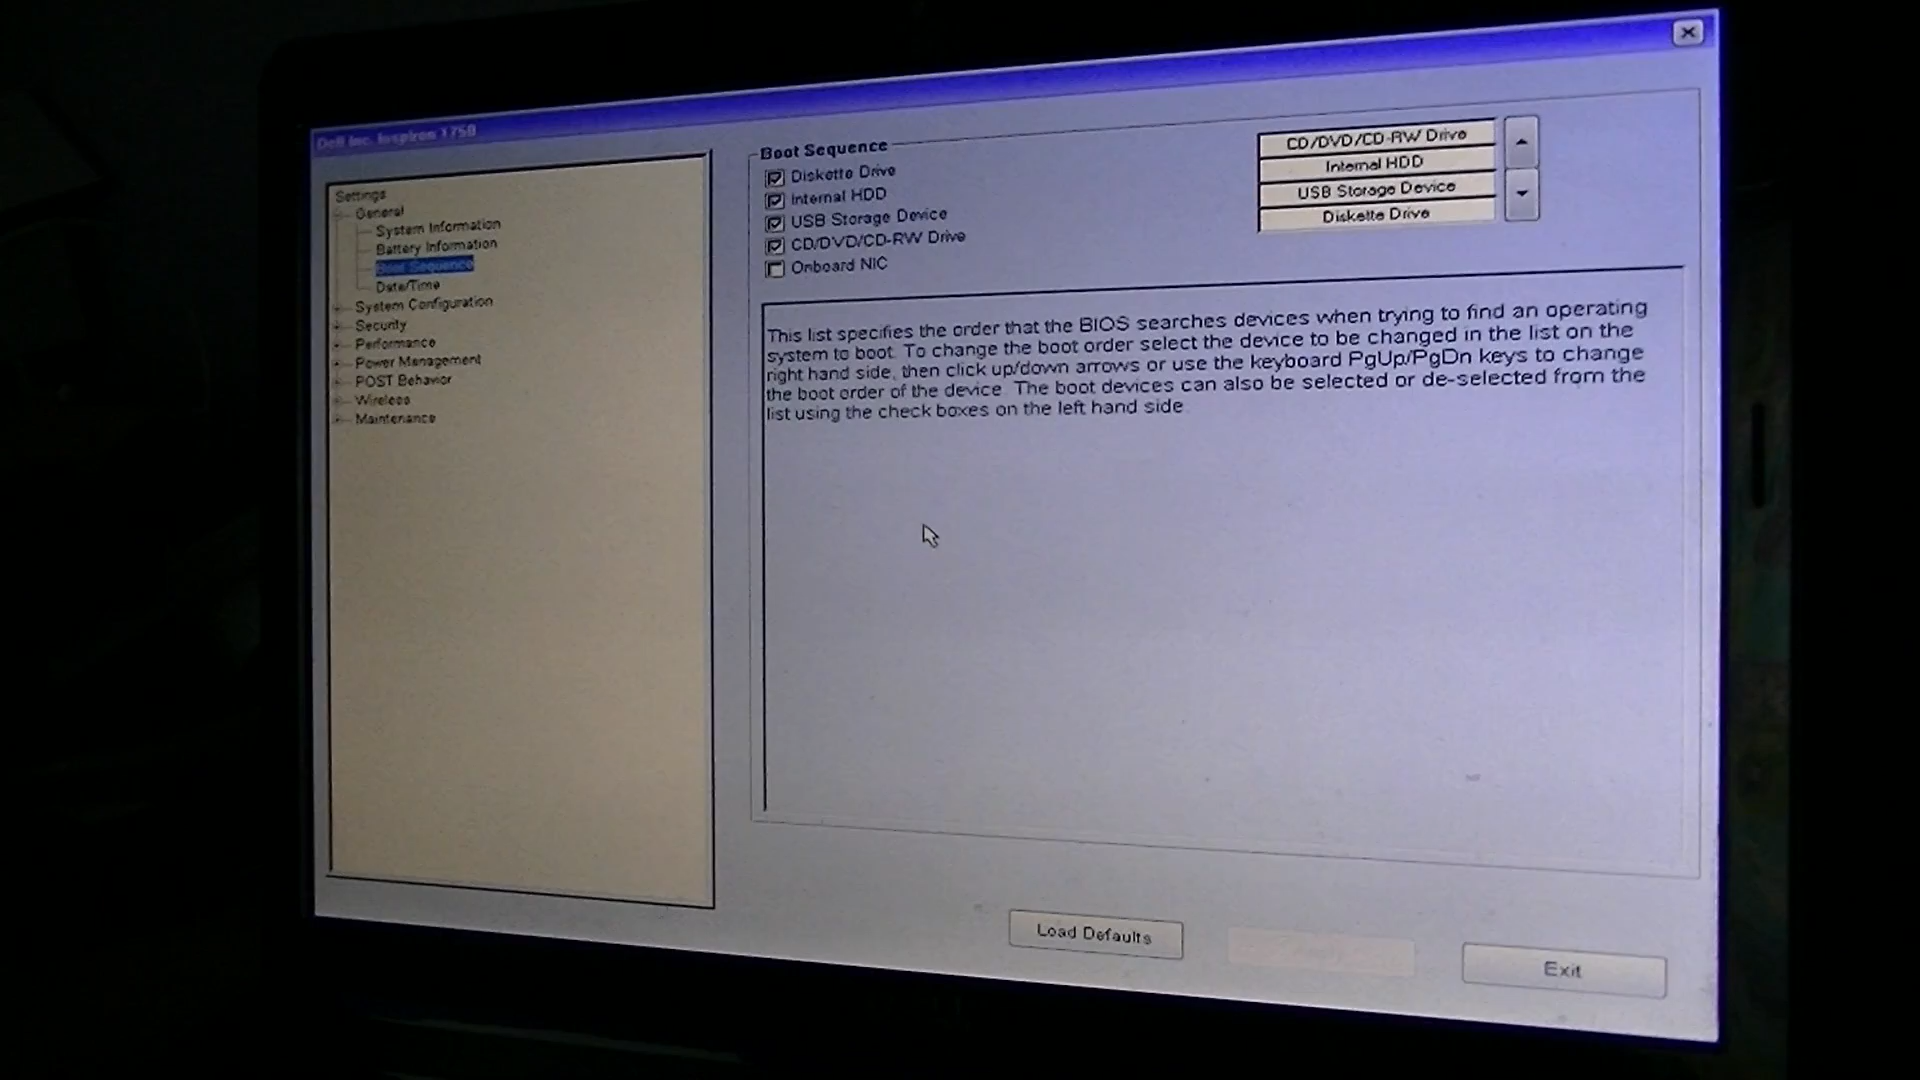 Dell Inc. Inspiron 1750
Settings
General
System Information
Battery Information
Boot Sequence
Date/Time
System Configuration
Security
Performance
Power Management
POST Behavior
Wireless
Maintenance
Boot Sequence
Diskette Drive
Internal HDD
USB Storage Device
CD/DVD/CD-RW Drive
Onboard NIC
CD/DVD/CD-RW Drive
Internal HDD
USB Storage Device
Diskette Drive
This list specifies the order that the BIOS searches devices when trying to find an operating
system to boot. To change the boot order select the device to be changed in the list on the
right hand side, then click up/down arrows or use the keyboard PgUp/PgDn keys to change
the boot order of the device. The boot devices can also be selected or de-selected from the
list using the check boxes on the left hand side.
Load Defaults
Exit